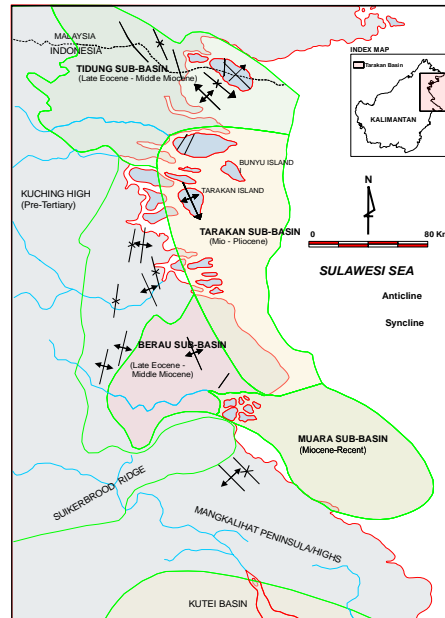 MALAYSIA
INDONESIA
TIDUNG SUB-BASIN
(Late Eocene - Middle Miocene)
INDEX MAP
Tarakan Basin
KALIMANTAN
BUNYU ISLAND
KUCHING HIGH
(Pre-Tertiary)
TARAKAN ISLAND
N
TARAKAN SUB-BASIN
(Mio - Pliocene)
0
80 Km
SULAWESI SEA
Anticline
Syncline
BERAU SUB-BASIN
(Late Eocene -
Middle Miocene)
MUARA SUB-BASIN
(Miocene-Recent)
SUIKERBROOD RIDGE
MANGKALIHAT PENINSULA/HIGHS
KUTEI BASIN